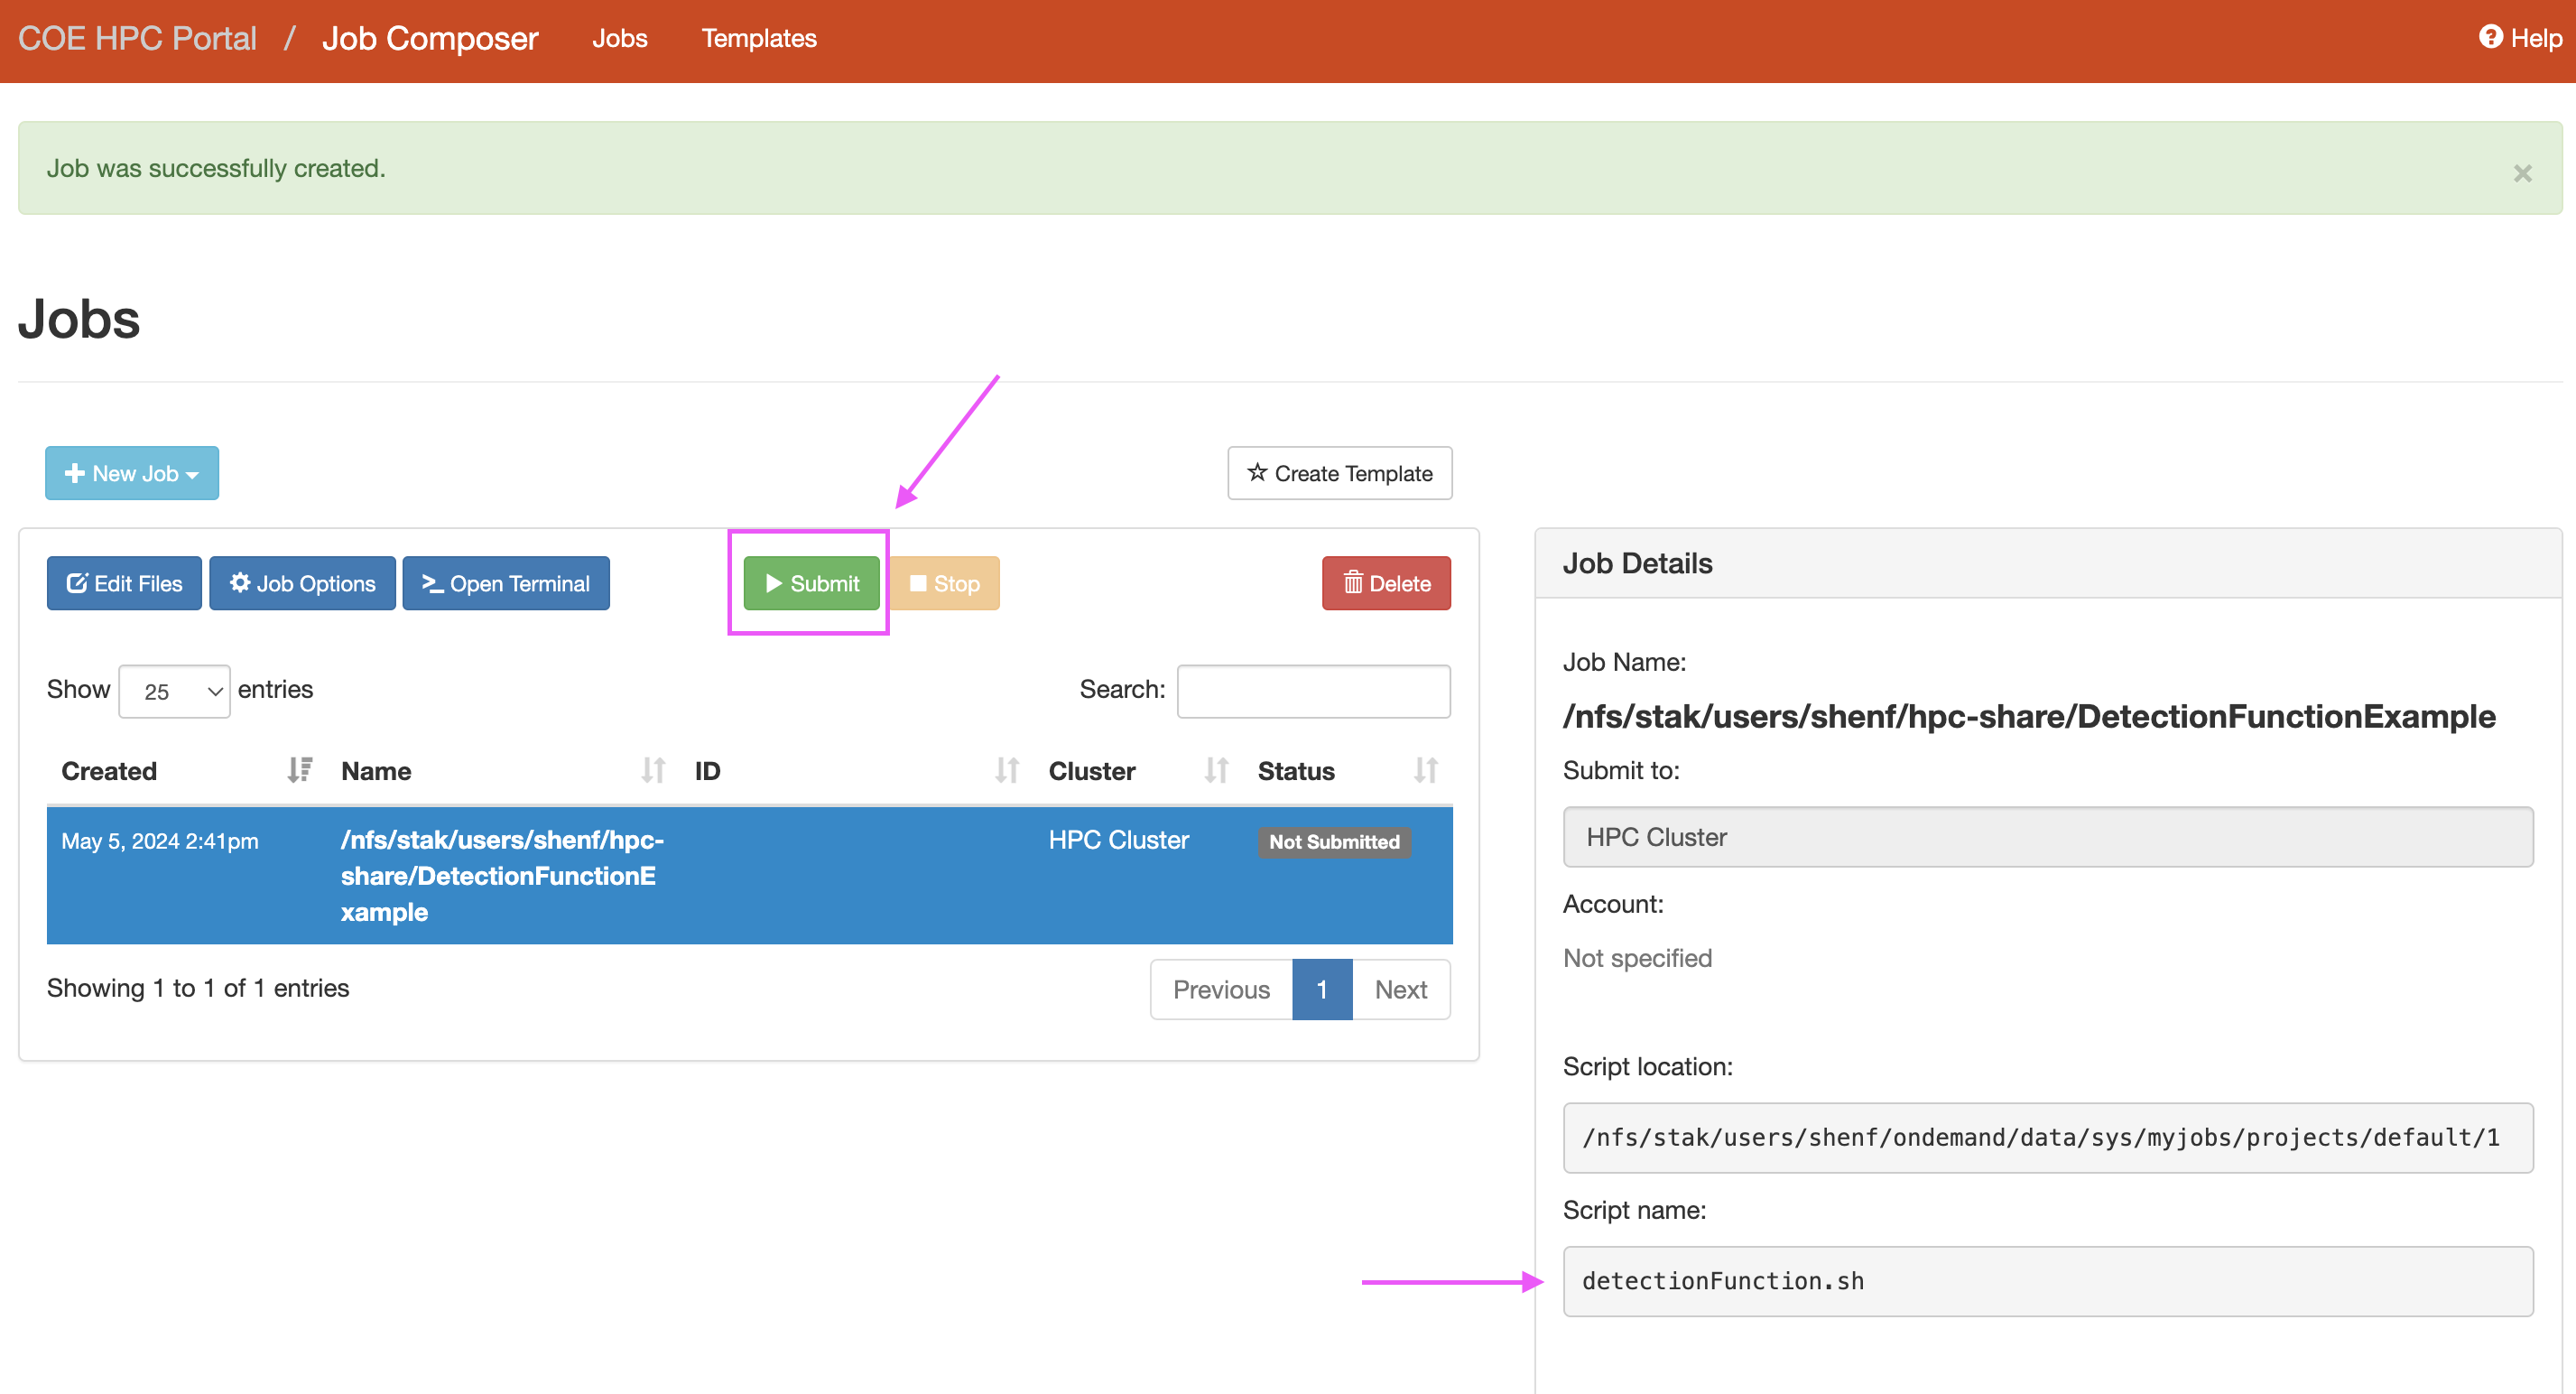 COE HPC Portal / Job Composer Jobs Templates Help
Job was successfully created. ×
Jobs
New Job
Create Template
Edit Files Job Options Open Terminal Submit Stop Delete
Show 25 entries Search:
Created Name ID Cluster Status
May 5, 2024 2:41pm /nfs/stak/users/shenf/hpc- HPC Cluster Not Submitted
share/DetectionFunctionE
xample
Showing 1 to 1 of 1 entries Previous 1 Next
Job Details
Job Name:
/nfs/stak/users/shenf/hpc-share/DetectionFunctionExample
Submit to:
HPC Cluster
Account:
Not specified
Script location:
/nfs/stak/users/shenf/ondemand/data/sys/myjobs/projects/default/1
Script name:
detectionFunction.sh